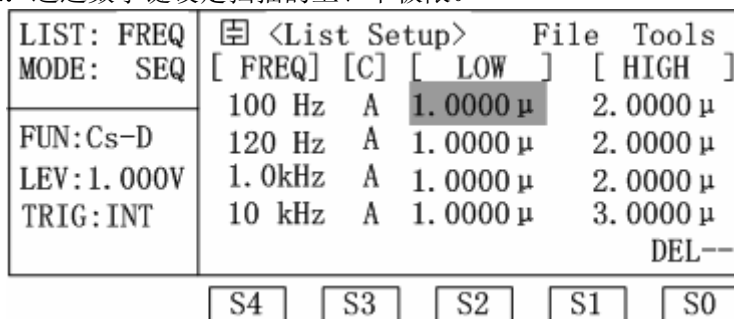 LIST: FREQ
MODE: SEQ
FUN:Cs-D
LEV:1.000V
TRIG:INT
<List Setup> File Tools
[ FREQ] [C] [ LOW ] [ HIGH ]
100 Hz A 1.0000μ 2.0000μ
120 Hz A 1.0000μ 2.0000μ
1.0kHz A 1.0000μ 2.0000μ
10 kHz A 1.0000μ 3.0000μ
DEL--
S4 S3 S2 S1 S0